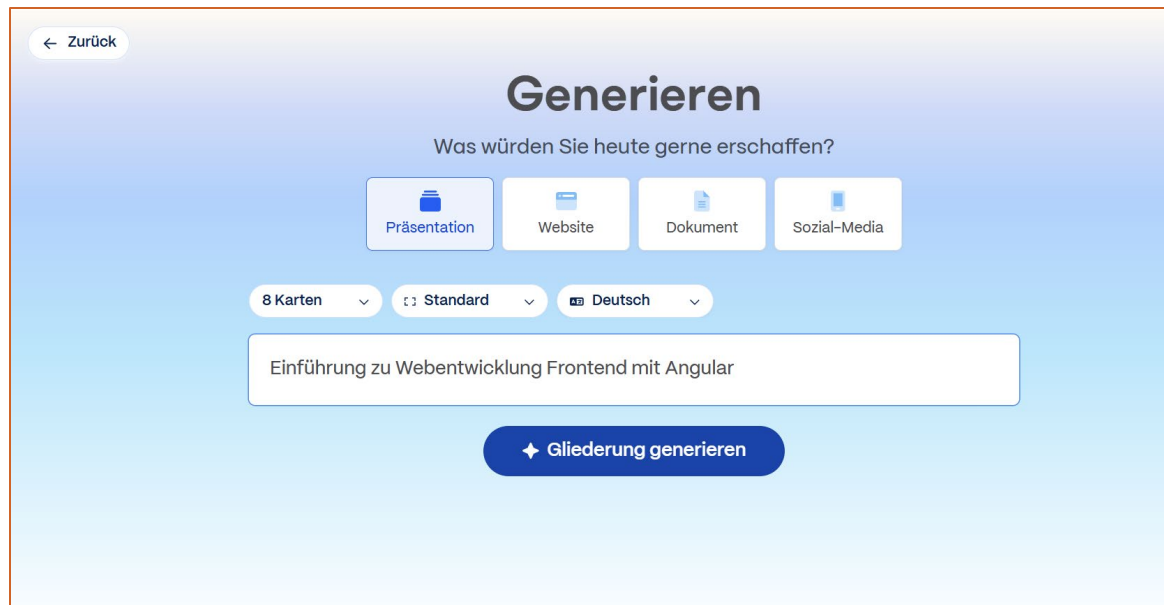 Zurück
Generieren
Was würden Sie heute gerne erschaffen?
Präsentation Website Dokument Sozial-Media
8 Karten Standard Deutsch
Einführung zu Webentwicklung Frontend mit Angular
Gliederung generieren